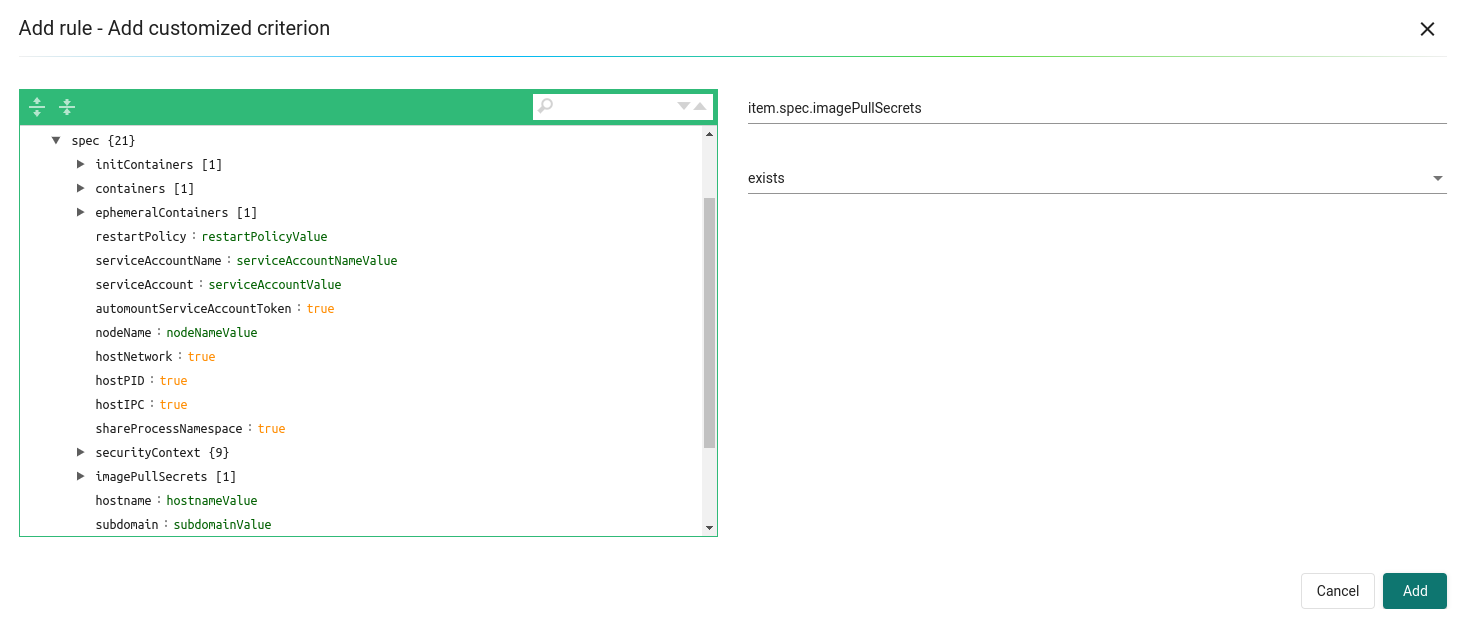 Add rule - Add customized criterion
spec {21}
initContainers [1]
containers [1]
ephemeralContainers [1]
restartPolicy : restartPolicyValue
serviceAccountName : serviceAccountNameValue
serviceAccount : serviceAccountValue
automountServiceAccountToken : true
nodeName : nodeNameValue
hostNetwork : true
hostPID : true
hostIPC : true
shareProcessNamespace : true
securityContext {9}
imagePullSecrets [1]
hostname : hostnameValue
subdomain : subdomainValue
item.spec.imagePullSecrets
exists
Cancel
Add